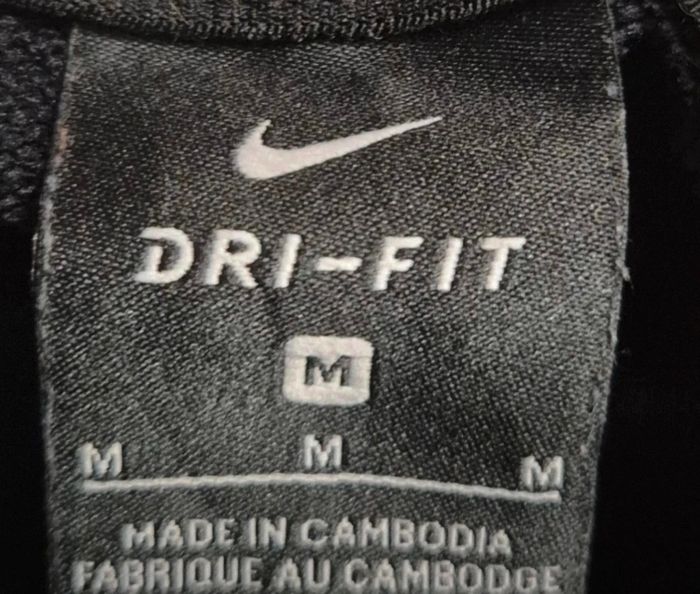 DRI-FIT
M
M M M
MADE IN CAMBODIA
FABRIQUE AU CAMBODGE